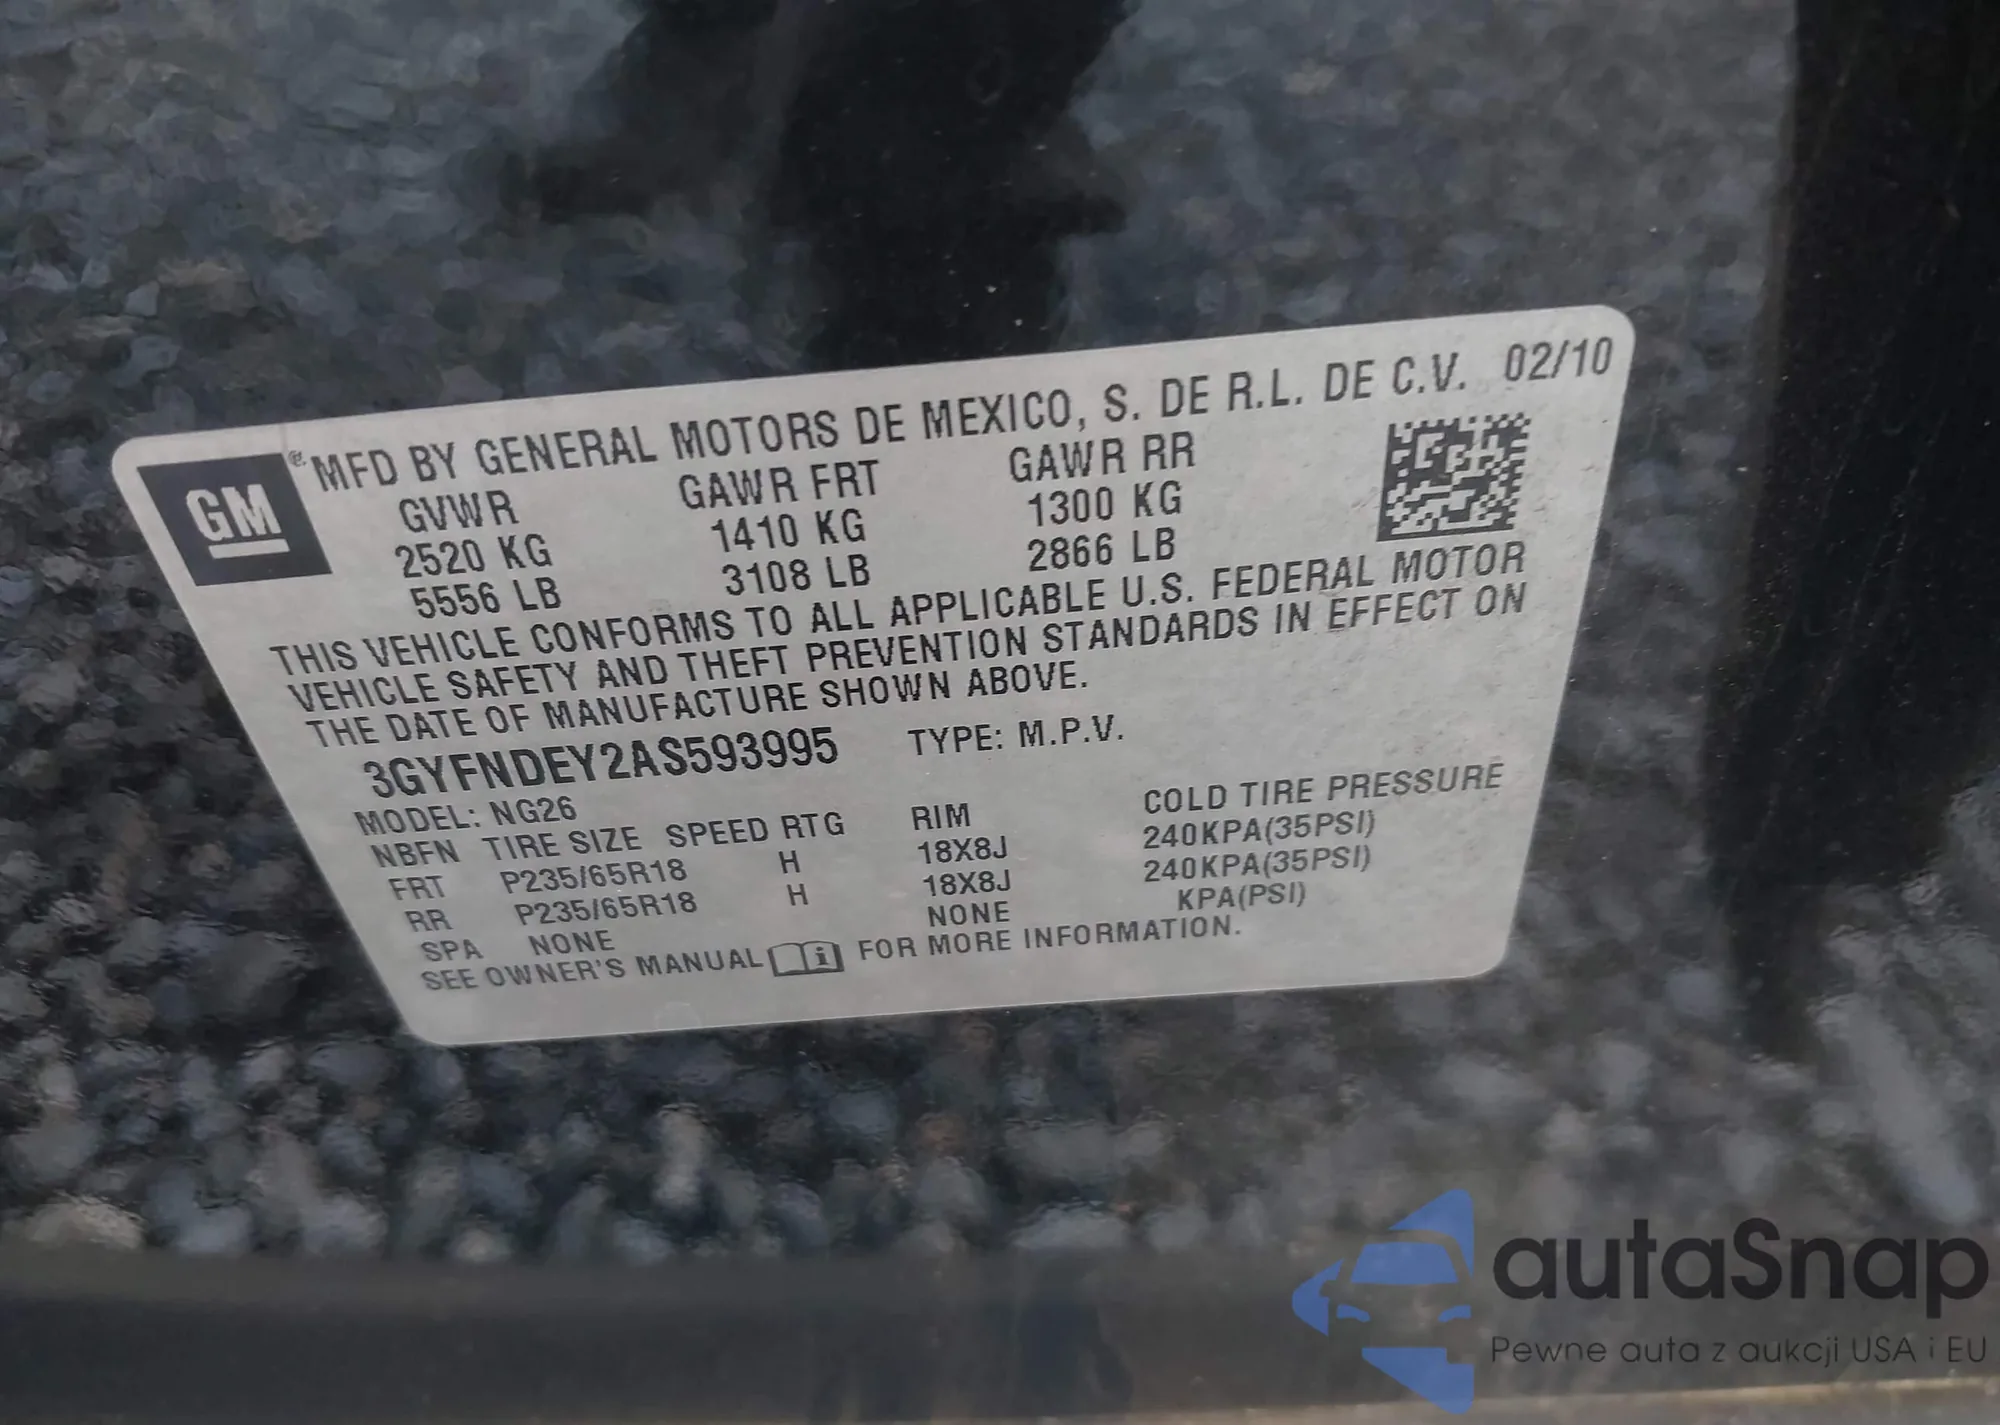 GM
® MFD BY GENERAL MOTORS DE MEXICO, S. DE R.L. DE C.V. 02/10
GVWR GAWR FRT GAWR RR
2520 KG 1410 KG 1300 KG
5556 LB 3108 LB 2866 LB
THIS VEHICLE CONFORMS TO ALL APPLICABLE U.S. FEDERAL MOTOR
VEHICLE SAFETY AND THEFT PREVENTION STANDARDS IN EFFECT ON
THE DATE OF MANUFACTURE SHOWN ABOVE.
3GYFNDEY2AS593995 TYPE: M.P.V.
MODEL: NG26
NBFN TIRE SIZE SPEED RTG RIM COLD TIRE PRESSURE
FRT P235/65R18 H 18X8J 240KPA(35PSI)
RR P235/65R18 H 18X8J 240KPA(35PSI)
SPA NONE NONE KPA(PSI)
SEE OWNER'S MANUAL FOR MORE INFORMATION.
autaSnap
Pewne auta z aukcji USA i EU